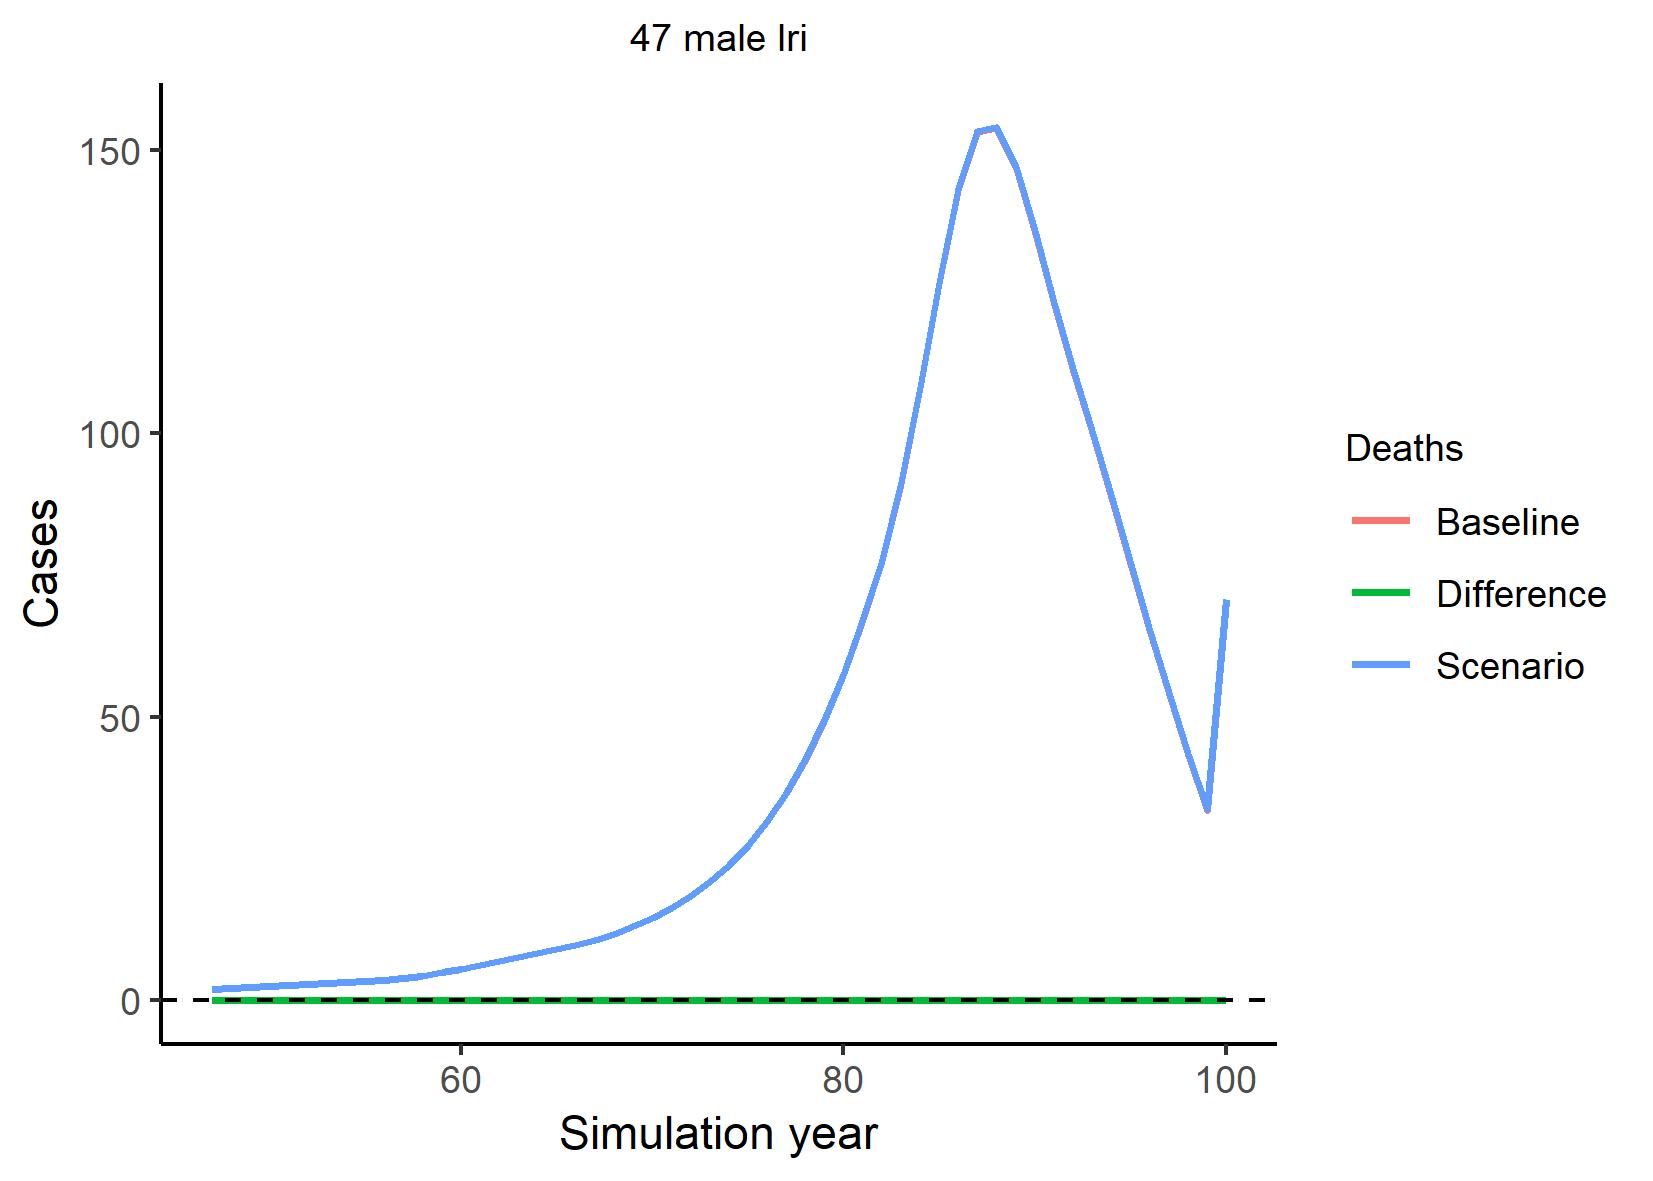 47 male lri
150
100
50
0
Cases
60
80
100
Simulation year
Deaths
Baseline
Difference
Scenario